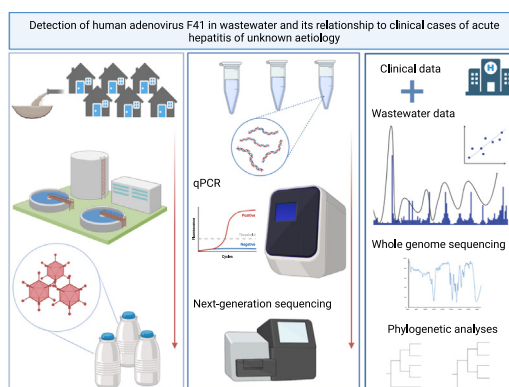 Detection of human adenovirus F41 in wastewater and its relationship to clinical cases of acute
hepatitis of unknown aetiology
qPCR
Fluorescence
Positive
Threshold
Negative
Cycles
Next-generation sequencing
Clinical data
H
+
Wastewater data
Whole genome sequencing
Phylogenetic analyses